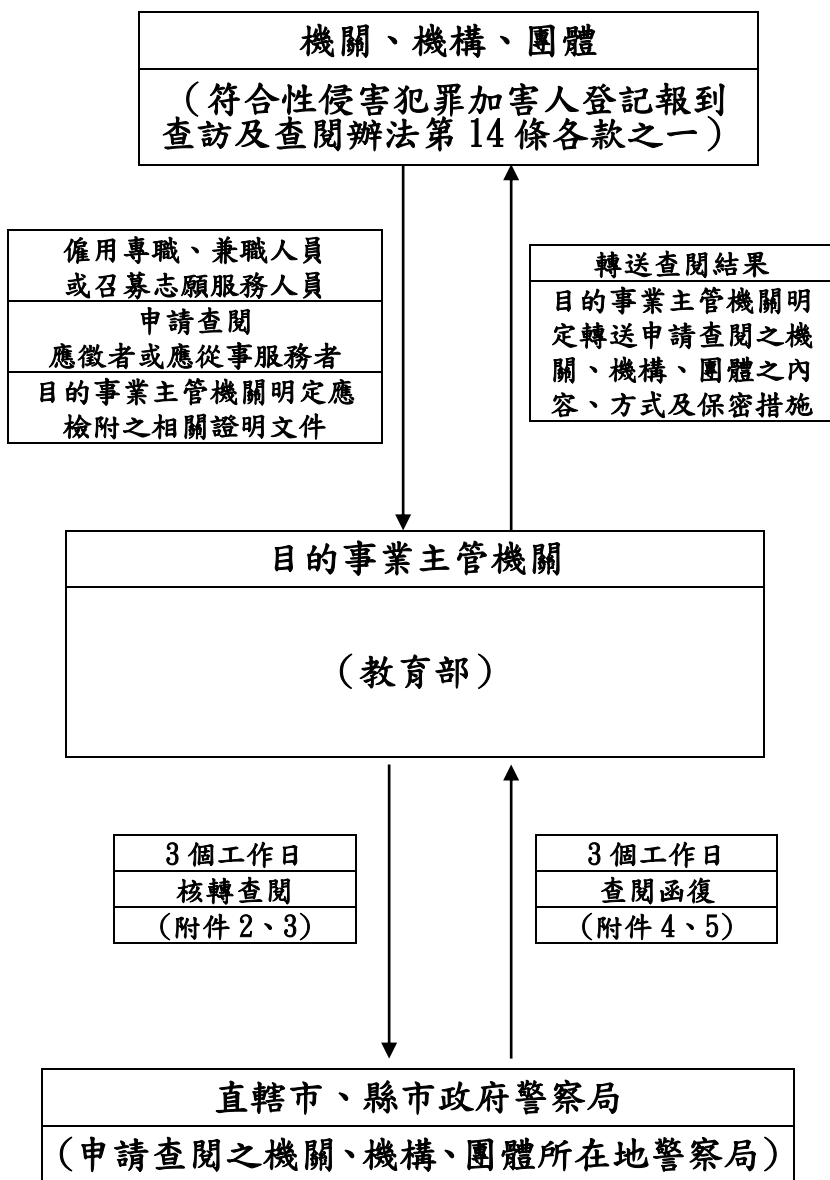 機關、機構、團體
（符合性侵害犯罪加害人登記報到
查訪及查閱辦法第 14 條各款之一）
僱用專職、兼職人員
或召募志願服務人員
申請查閱
應徵者或應從事服務者
目的事業主管機關明定應
檢附之相關證明文件
轉送查閱結果
目的事業主管機關明
定轉送申請查閱之機
關、機構、團體之內
容、方式及保密措施
目的事業主管機關
（教育部）
3 個工作日
核轉查閱
(附件 2、3)
3 個工作日
查閱函復
(附件 4、5)
直轄市、縣市政府警察局
（申請查閱之機關、機構、團體所在地警察局）